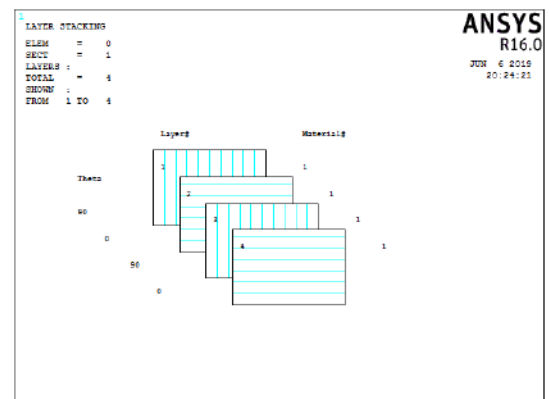 1
LAYER STACKING
ANSYS
R16.0
ELEM = 0
SECT = 1
LAYERS :
TOTAL = 4
SHOWN :
FROM 1 TO 4
JUN 6 2019
20:24:21
Layer# Material#
Theta 1 1
90 2 1
0 3 1
90 4 1
0